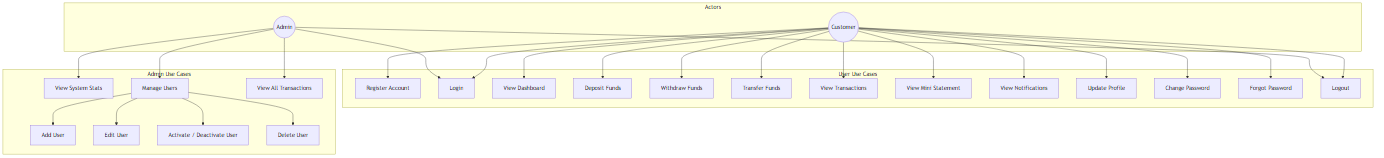 Actors
Admin
Customer
Admin Use Cases
User Use Cases
View System Stats
Manage Users
View All Transactions
Register Account
Login
View Dashboard
Deposit Funds
Withdraw Funds
Transfer Funds
View Transactions
View Mini Statement
View Notifications
Update Profile
Change Password
Forgot Password
Logout
Add User
Edit User
Activate / Deactivate User
Delete User